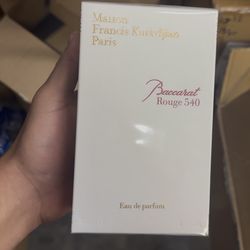 Maison
Francis Kurkdjian
Paris
Baccarat
Rouge 540
Eau de parfum